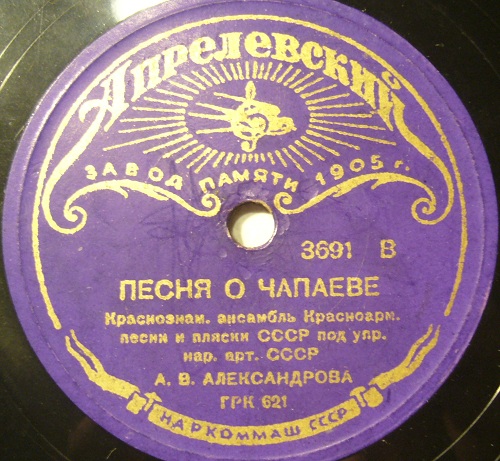 Апрелевский
ЗАВОД ПАМЯТИ 1905 г.
3691 В
ПЕСНЯ О ЧАПАЕВЕ
Краснознам. ансамбль Красноарм.
песни и пляски СССР под упр.
нар. арт. СССР
А. В. АЛЕКСАНДРОВА
ГРК 621
НАРКОММАШ СССР